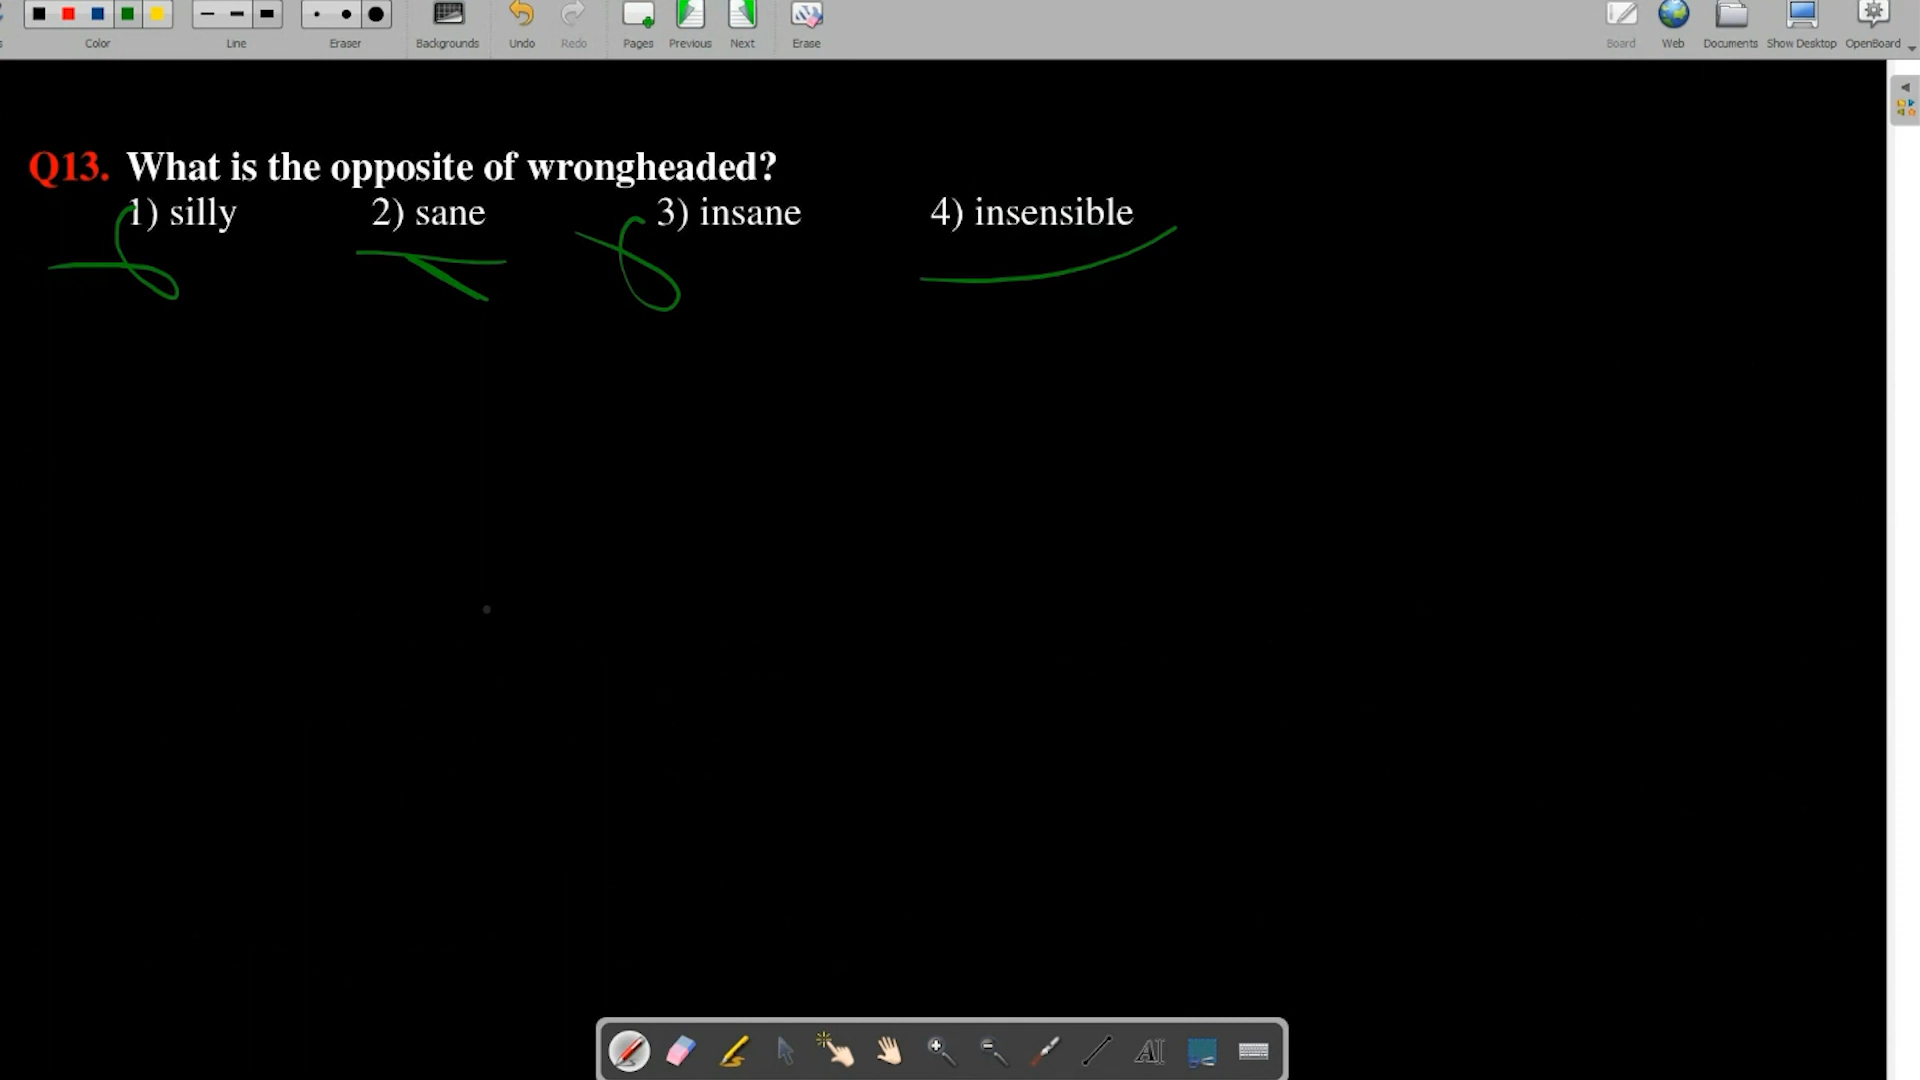 Color Line Eraser Backgrounds Undo Redo Pages Previous Next Erase Board Web Documents Show Desktop OpenBoard
Q13. What is the opposite of wrongheaded?
1) silly 2) sane 3) insane 4) insensible
AI